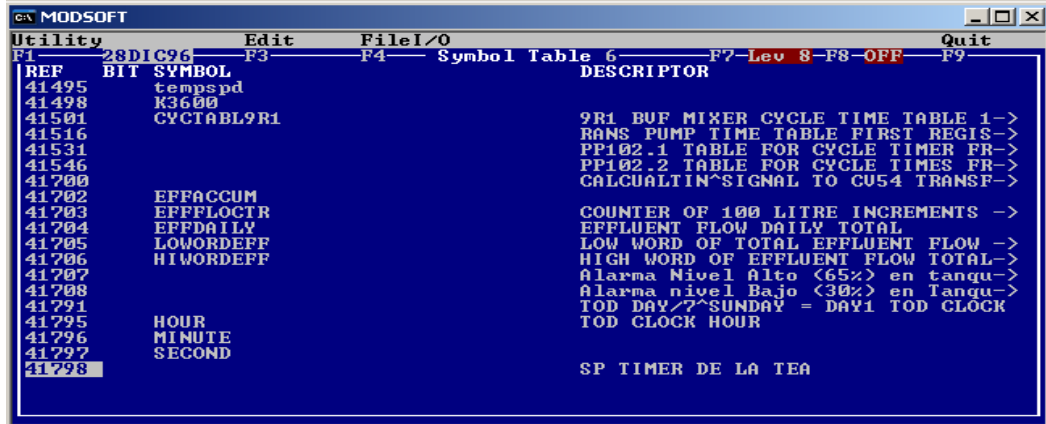 MODSOFT
Utility Edit FileI/O Quit
F1 28DIC96 F3 F4 Symbol Table 6 F7 Lev 8 F8 OFF F9
REF BIT SYMBOL DESCRIPTOR
41495 tempspd
41498 K3600
41501 CYCTABL9R1 9R1 BUF MIXER CYCLE TIME TABLE 1->
41516 RANS PUMP TIME TABLE FIRST REGIS->
41531 PP102.1 TABLE FOR CYCLE TIMER FR->
41546 PP102.2 TABLE FOR CYCLE TIMES FR->
41700 CALCUALTIN^SIGNAL TO CV54 TRANSF->
41702 EFFACCUM
41703 EFFFLOCTR COUNTER OF 100 LITRE INCREMENTS ->
41704 EFFDAILY EFFLUENT FLOW DAILY TOTAL
41705 LOWORDEFF LOW WORD OF TOTAL EFFLUENT FLOW ->
41706 HIWORDEFF HIGH WORD OF EFFLUENT FLOW TOTAL->
41707 Alarma Nivel Alto (65%) en tanqu->
41708 Alarma nivel Bajo (30%) en Tanqu->
41791 TOD DAY/7^SUNDAY = DAY1 TOD CLOCK
41795 HOUR TOD CLOCK HOUR
41796 MINUTE
41797 SECOND
41798 SP TIMER DE LA TEA